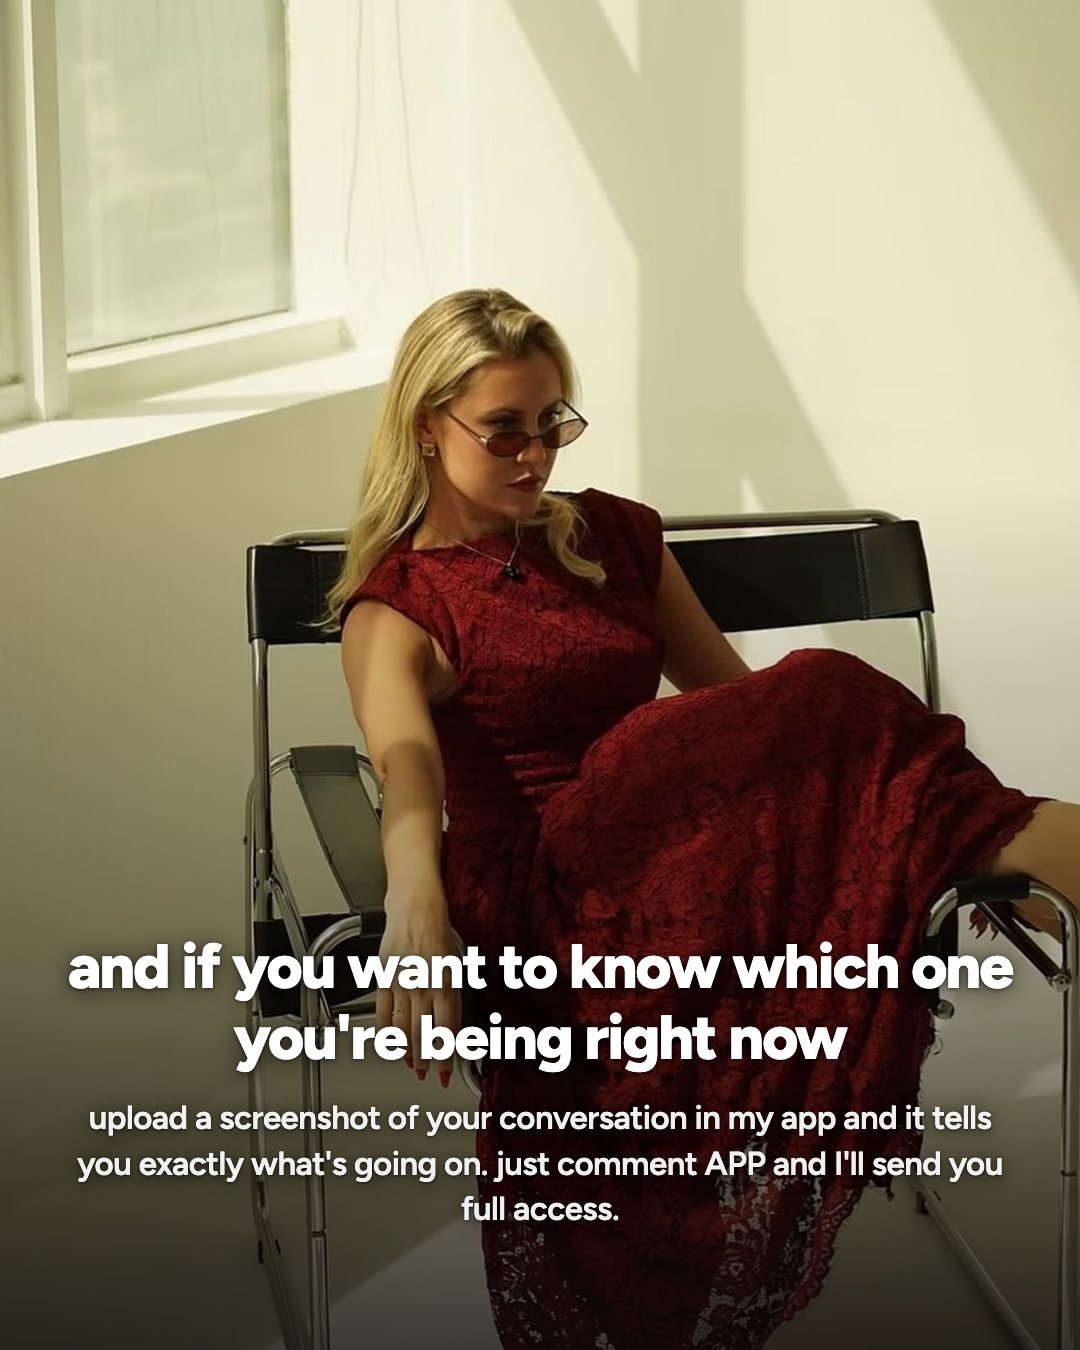 and if you want to know which one
you're being right now
upload a screenshot of your conversation in my app and it tells
you exactly what's going on. just comment APP and I'll send you
full access.